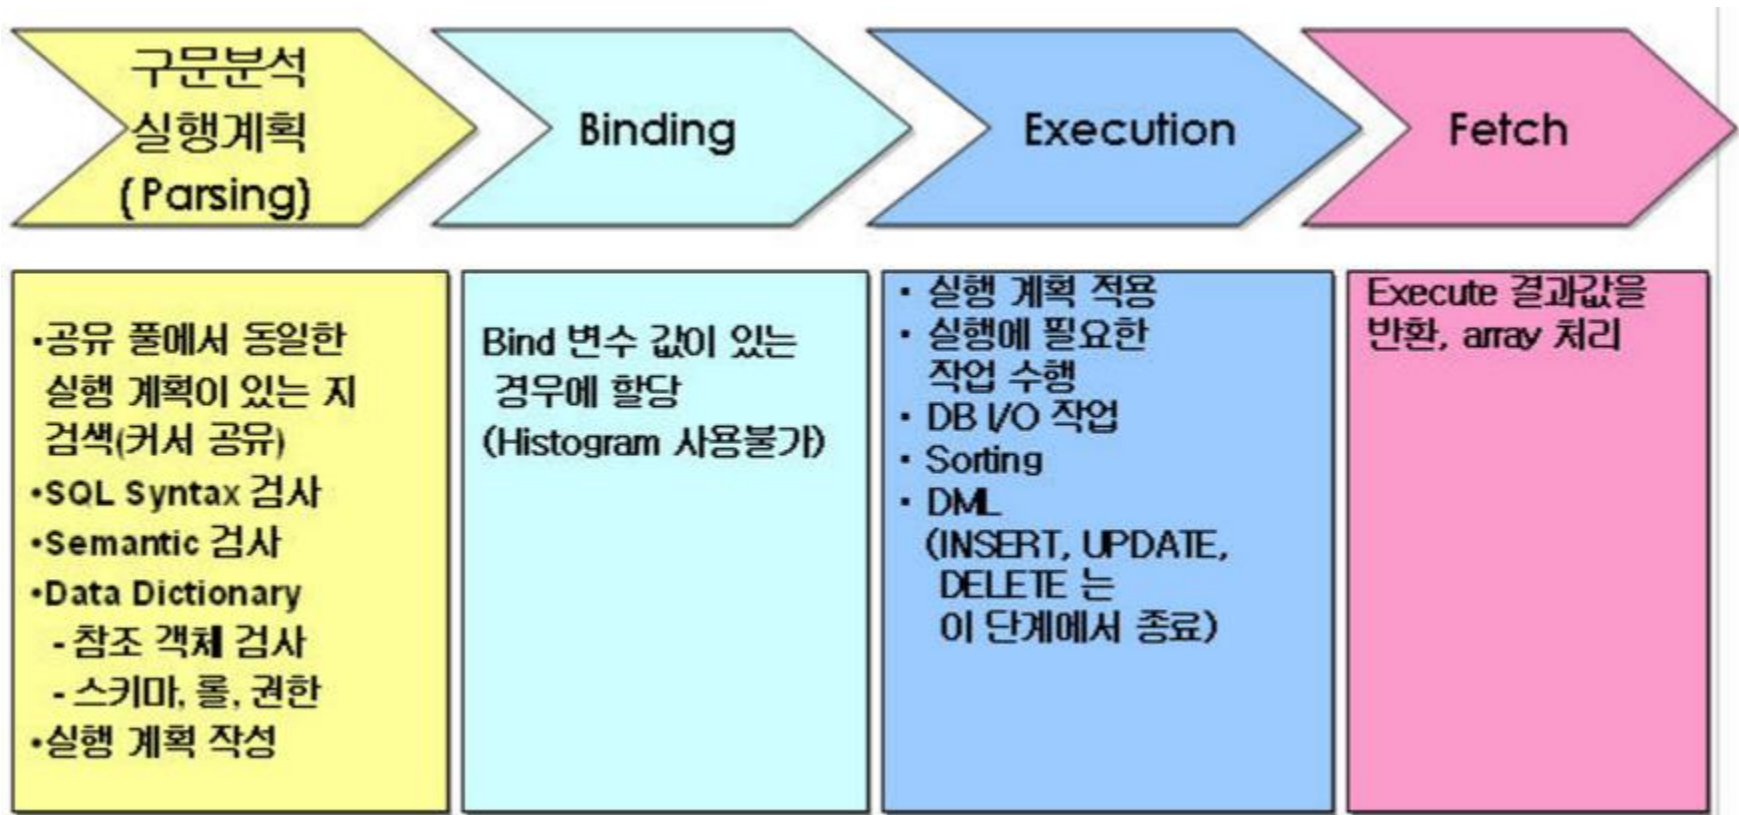 구문분석
실행계획
(Parsing)
Binding
Execution
Fetch
•공유 풀에서 동일한
실행 계획이 있는 지
검색(커서 공유)
•SQL Syntax 검사
•Semantic 검사
•Data Dictionary
- 참조 객체 검사
- 스키마, 롤, 권한
•실행 계획 작성
Bind 변수 값이 있는
경우에 할당
(Histogram 사용불가)
• 실행 계획 적용
• 실행에 필요한
작업 수행
• DB I/O 작업
• Sorting
• DML
(INSERT, UPDATE,
DELETE 는
이 단계에서 종료)
Execute 결과값을
반환, array 처리